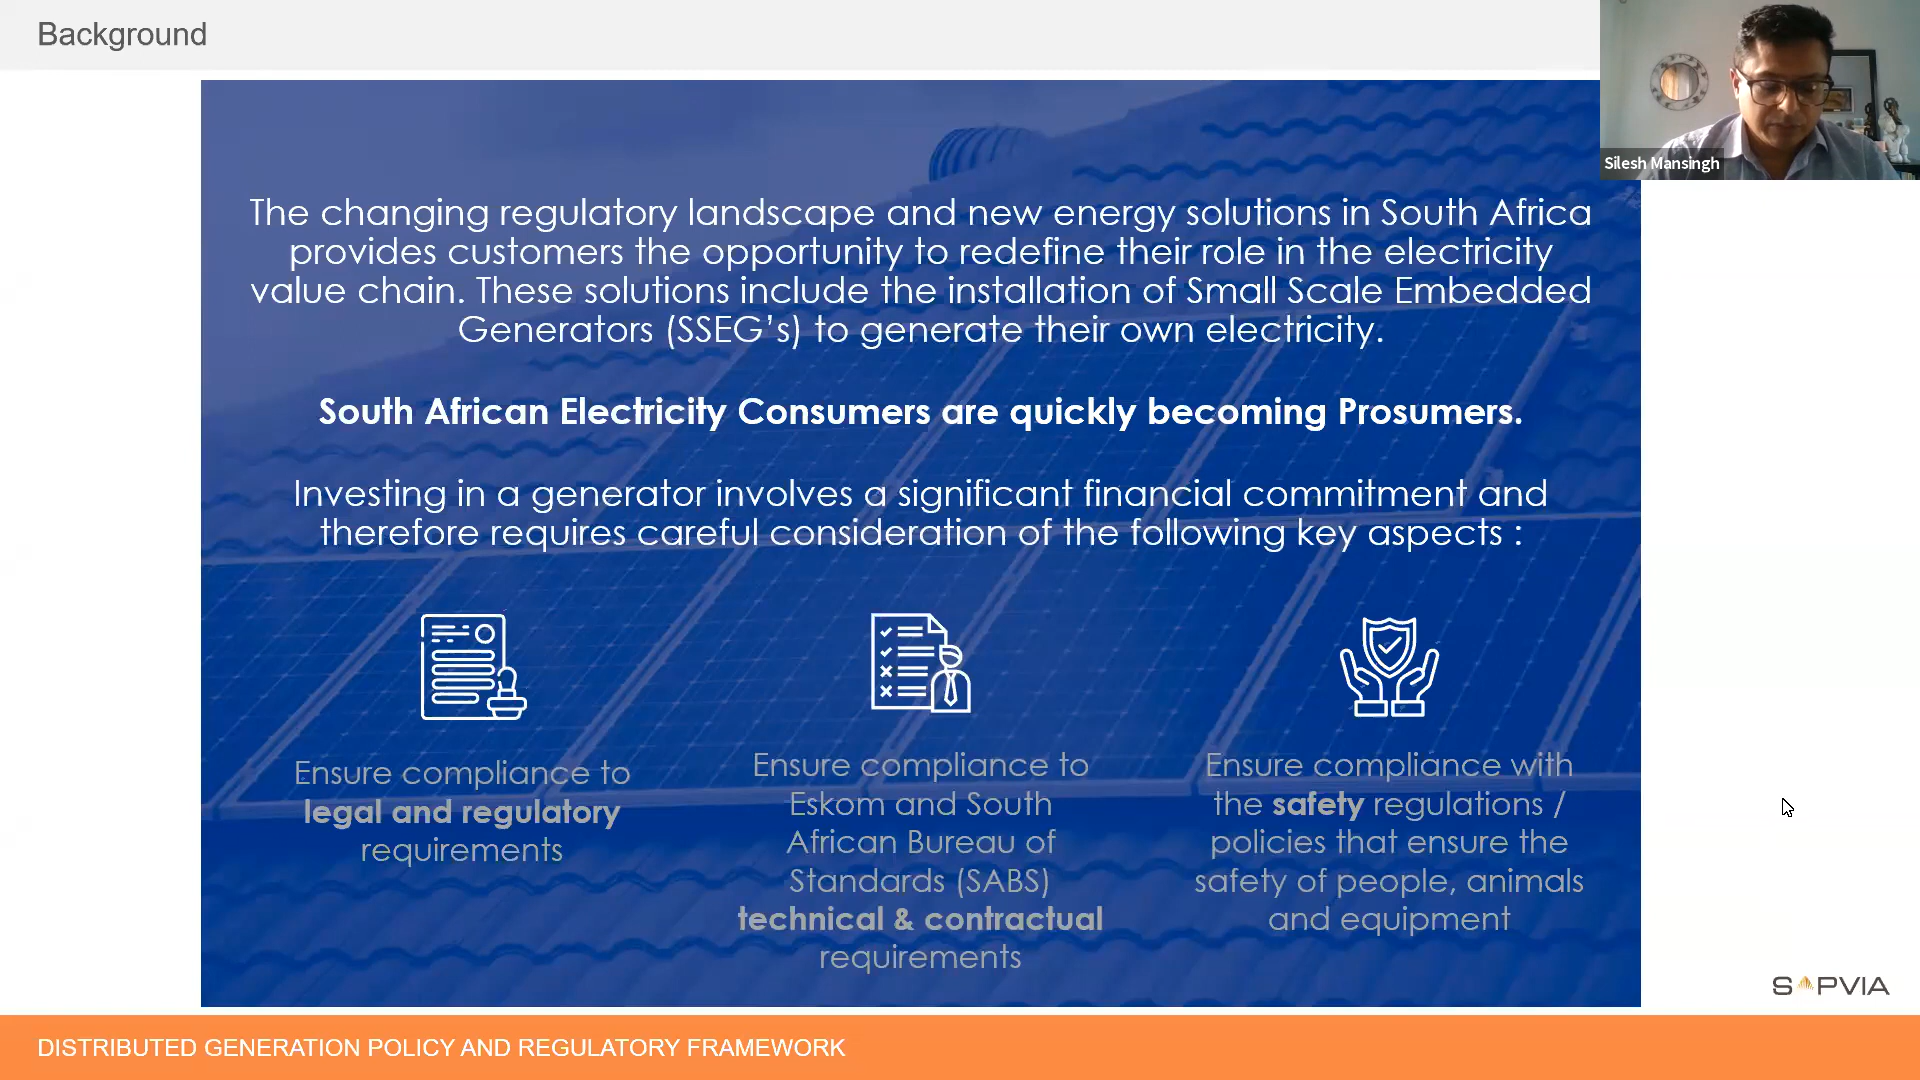 Background
Silesh Mansingh
The changing regulatory landscape and new energy solutions in South Africa
provides customers the opportunity to redefine their role in the electricity
value chain. These solutions include the installation of Small Scale Embedded
Generators (SSEG’s) to generate their own electricity.
South African Electricity Consumers are quickly becoming Prosumers.
Investing in a generator involves a significant financial commitment and
therefore requires careful consideration of the following key aspects :
Ensure compliance to
legal and regulatory
requirements
Ensure compliance to
Eskom and South
African Bureau of
Standards (SABS)
technical & contractual
requirements
Ensure compliance with
the safety regulations /
policies that ensure the
safety of people, animals
and equipment
SAPVIA
DISTRIBUTED GENERATION POLICY AND REGULATORY FRAMEWORK